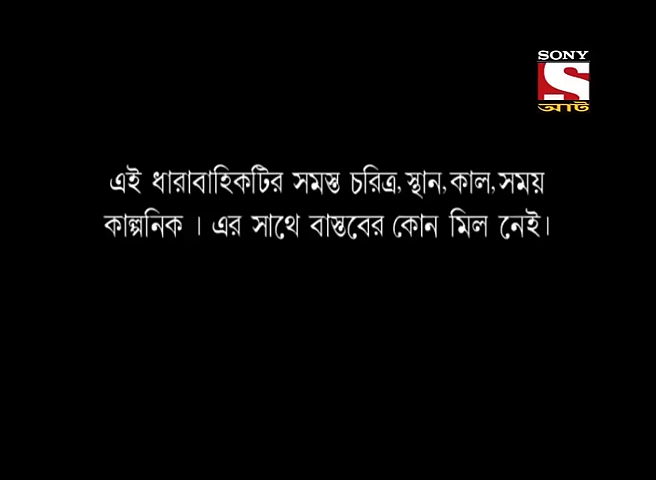 SONY
S
আট
এই ধারাবাহিকটির সমস্ত চরিত্র, স্থান, কাল, সময়
কাল্পনিক । এর সাথে বাস্তবের কোন মিল নেই।